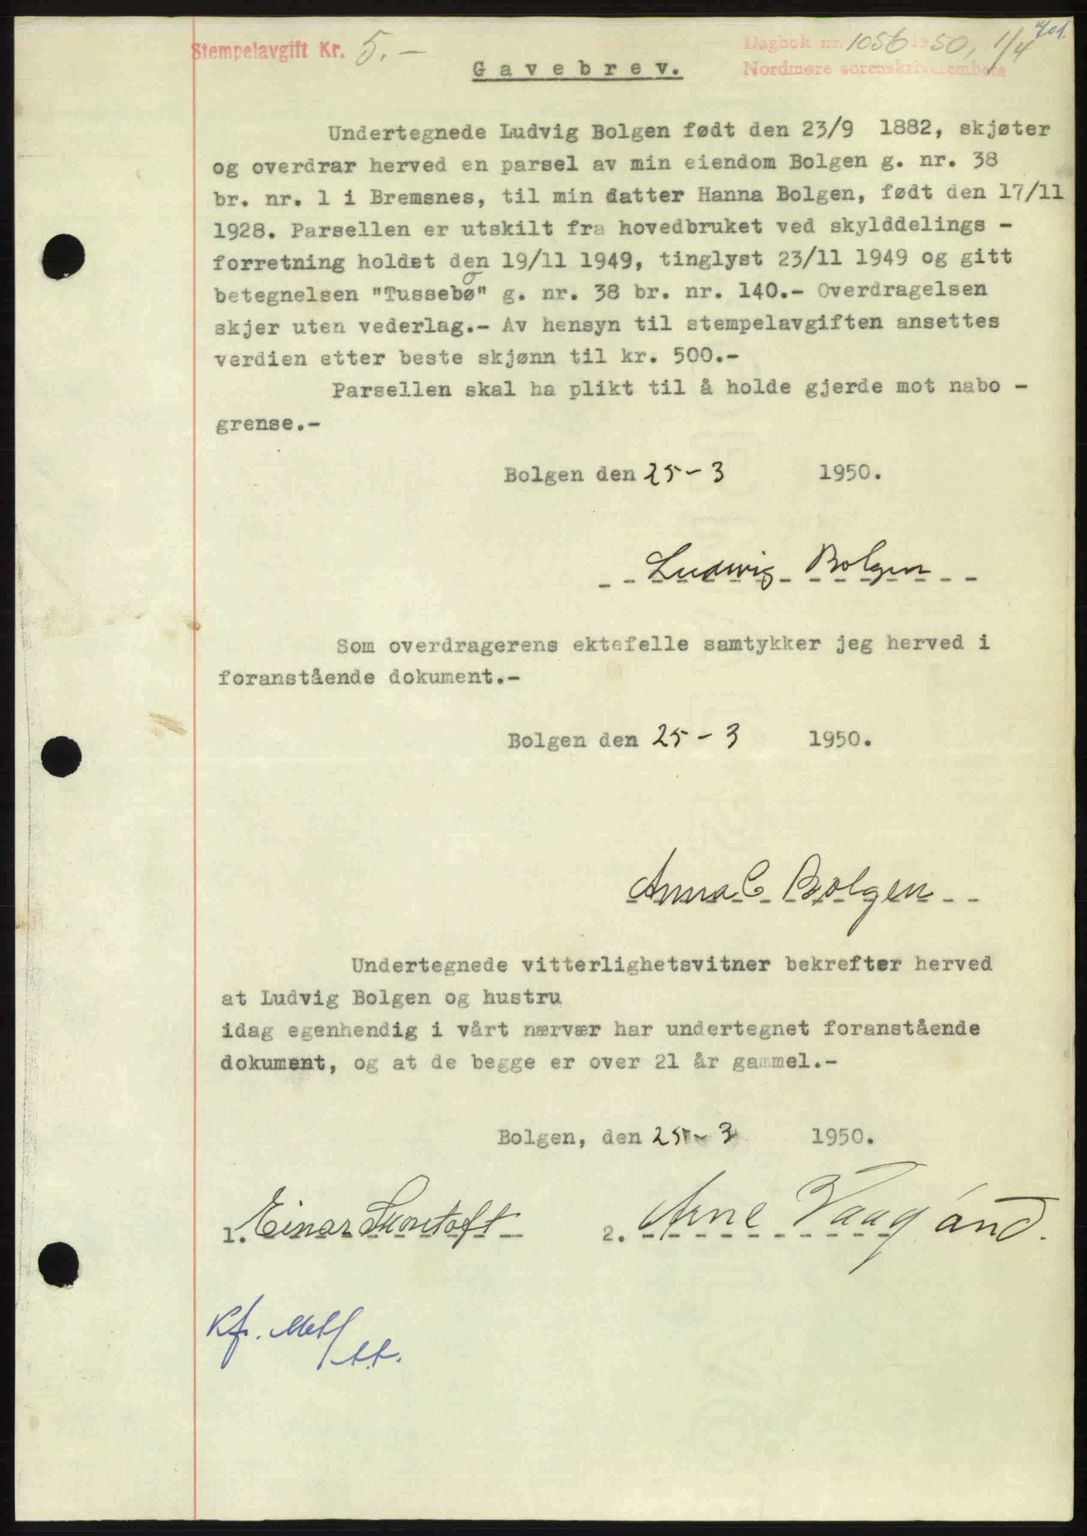 Stempelavgift Kr. 5.-
Dagbok nr. 1056 1950, 1/4
Nordmøre sorenskriverembete
Gavebrev.
Undertegnede Ludvig Bolgen født den 23/9 1882, skjøter
og overdrar herved en parsel av min eiendom Bolgen g. nr. 38
br. nr. 1 i Bremsnes, til min datter Hanna Bolgen, født den 17/11
1928. Parsellen er utskilt fra hovedbruket ved skylddelings -
forretning holdst den 19/11 1949, tinglyst 23/11 1949 og gitt
betegnelsen "Tussebø" g. nr. 38 br. nr. 140.- Overdragelsen
skjer uten vederlag.- Av hensyn til stempelavgiften ansettes
verdien etter beste skjønn til kr. 500.-
Parsellen skal ha plikt til å holde gjerde mot nabo -
grense.-
Bolgen den 25-3 1950.
Ludvig Bolgen
Som overdragerens ektefelle samtykker jeg herved i
foranstående dokument.-
Bolgen den 25-3 1950.
Anna C Bolgen
Undertegnede vitterlighetsvitner bekrefter herved
at Ludvig Bolgen og hustru
idag egenhendig i vårt nærvær har undertegnet foranstående
dokument, og at de begge er over 21 år gammel.-
Bolgen, den 25-3 1950.
1. Einar
2. Arne Vaagland.
Kf.